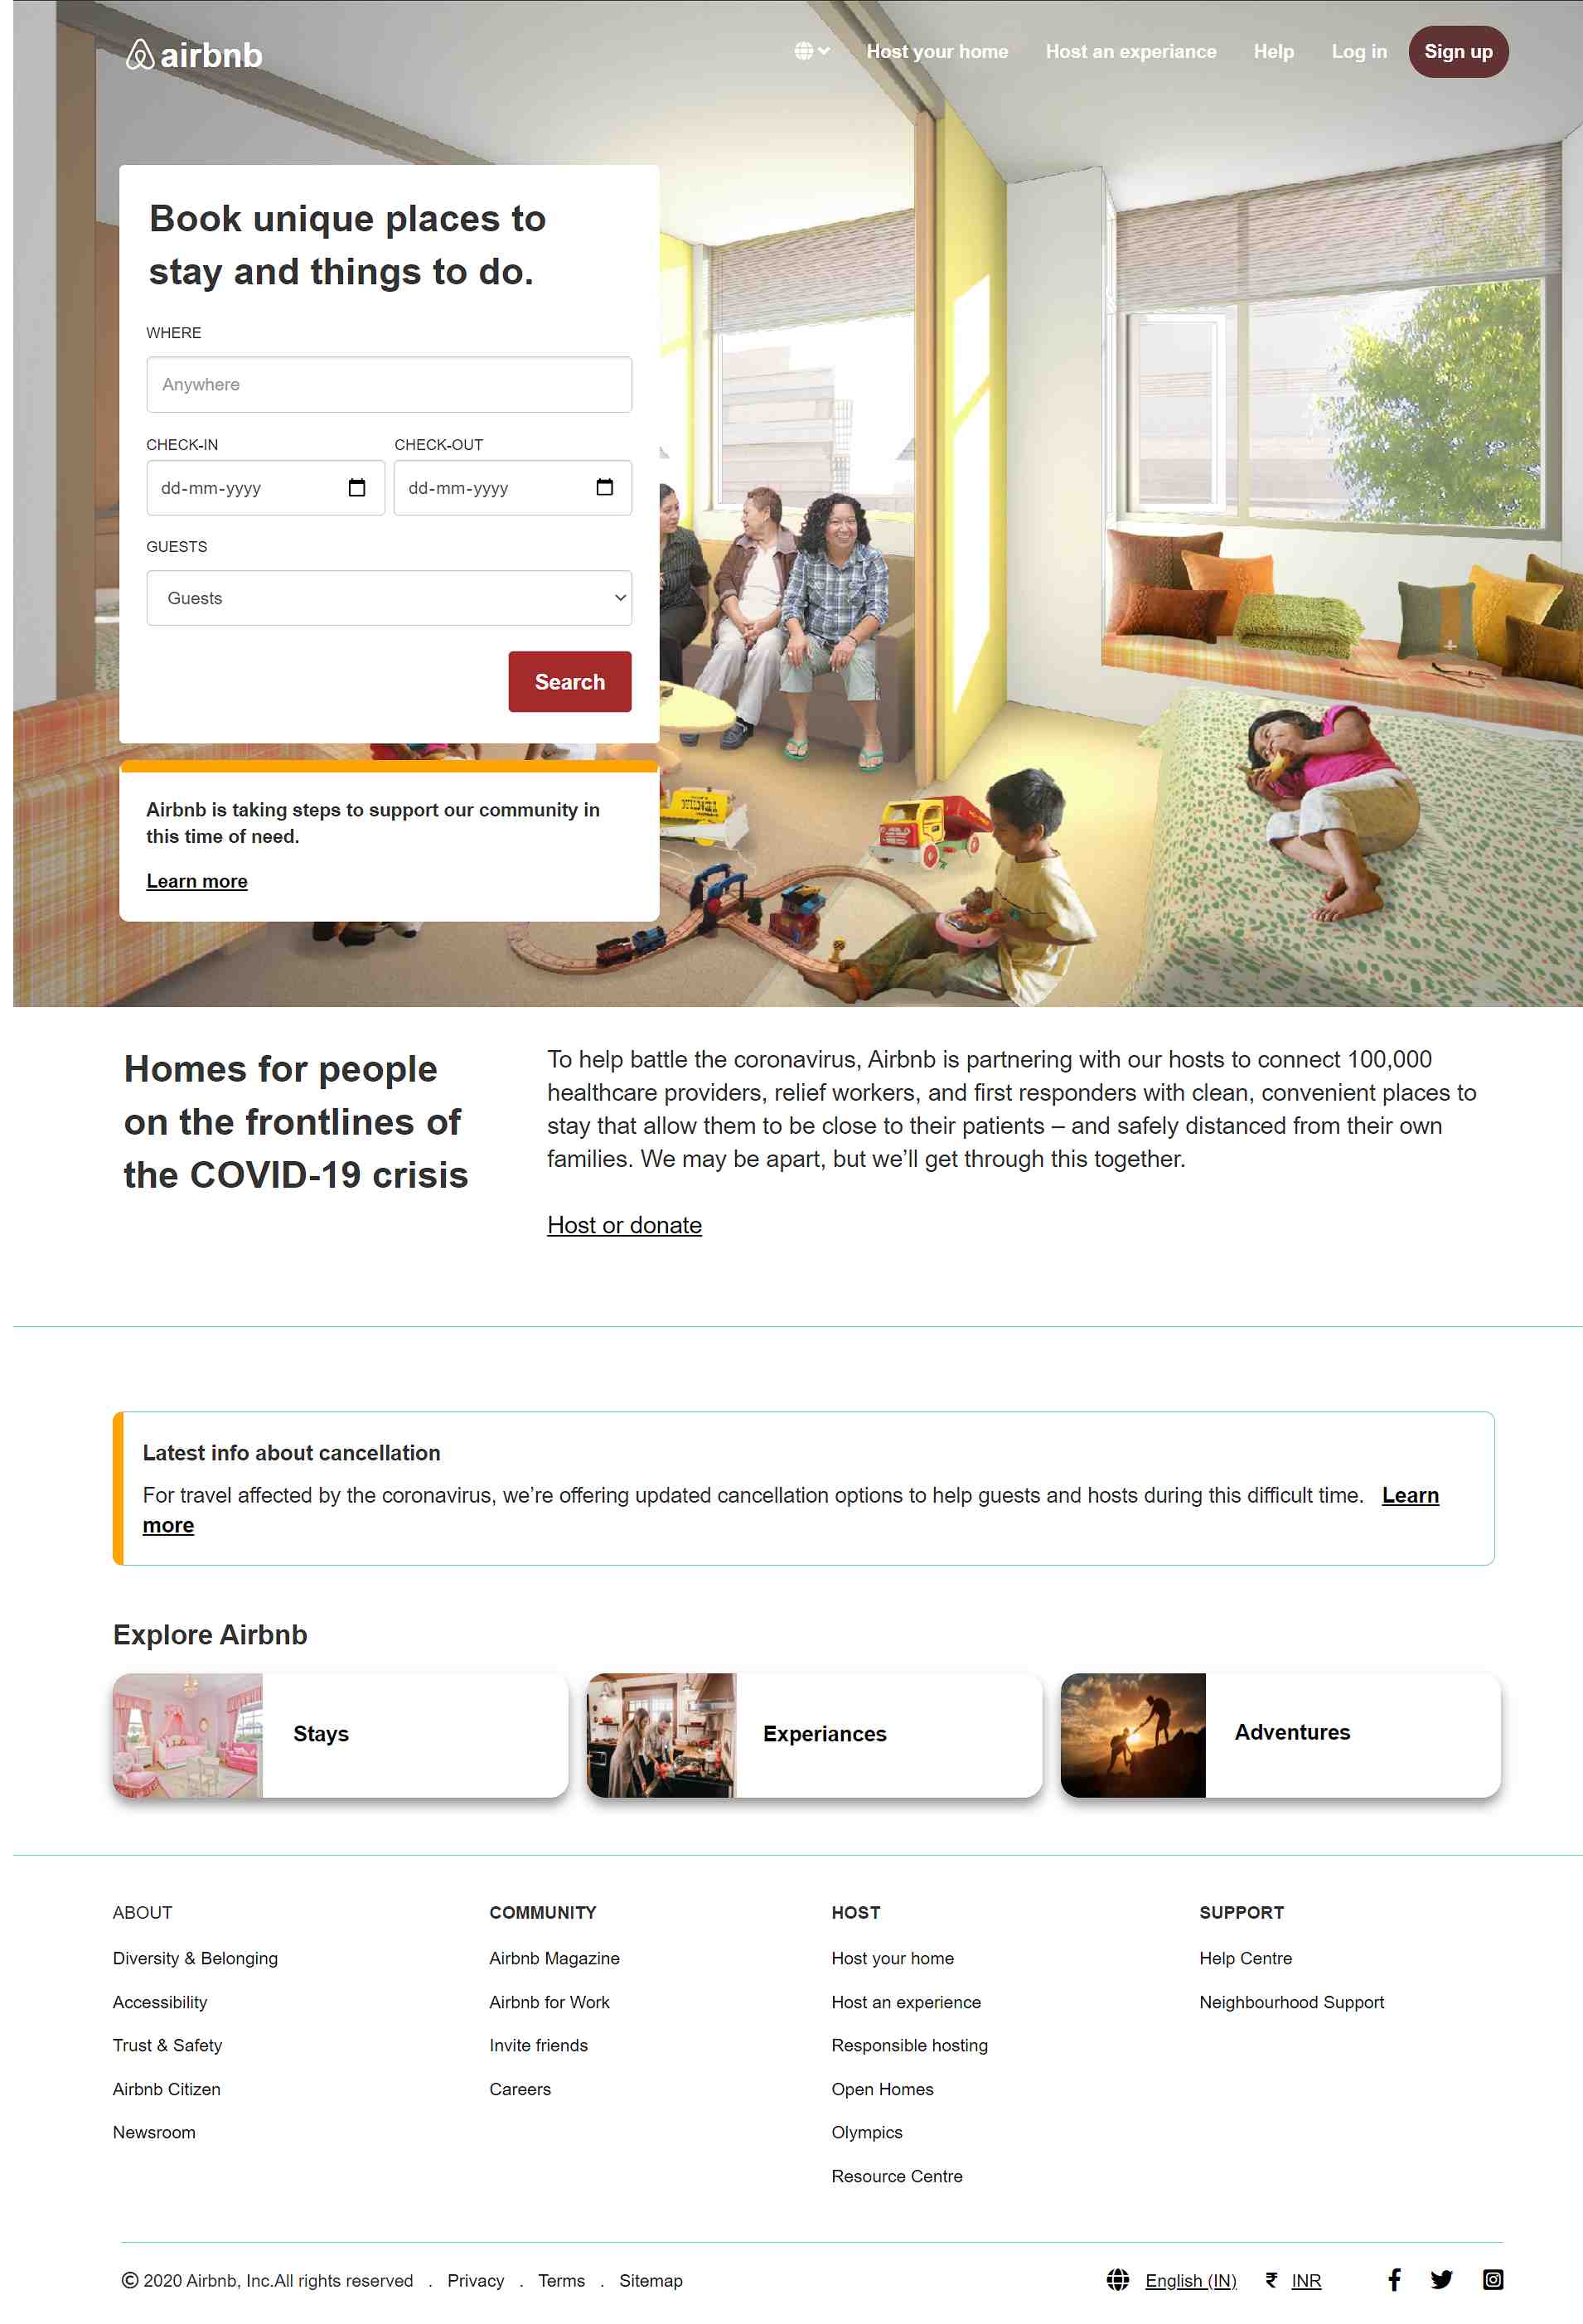 airbnb
Host your home
Host an experiance
Help
Log in
Sign up
Book unique places to
stay and things to do.
WHERE
Anywhere
CHECK-IN
CHECK-OUT
dd-mm-yyyy
dd-mm-yyyy
GUESTS
Guests
Search
Airbnb is taking steps to support our community in
this time of need.
Learn more
Homes for people
on the frontlines of
the COVID-19 crisis
To help battle the coronavirus, Airbnb is partnering with our hosts to connect 100,000
healthcare providers, relief workers, and first responders with clean, convenient places to
stay that allow them to be close to their patients – and safely distanced from their own
families. We may be apart, but we’ll get through this together.
Host or donate
Latest info about cancellation
For travel affected by the coronavirus, we’re offering updated cancellation options to help guests and hosts during this difficult time. Learn
more
Explore Airbnb
Stays
Experiances
Adventures
ABOUT
Diversity & Belonging
Accessibility
Trust & Safety
Airbnb Citizen
Newsroom
COMMUNITY
Airbnb Magazine
Airbnb for Work
Invite friends
Careers
HOST
Host your home
Host an experience
Responsible hosting
Open Homes
Olympics
Resource Centre
SUPPORT
Help Centre
Neighbourhood Support
© 2020 Airbnb, Inc.All rights reserved . Privacy . Terms . Sitemap
English (IN)
₹ INR